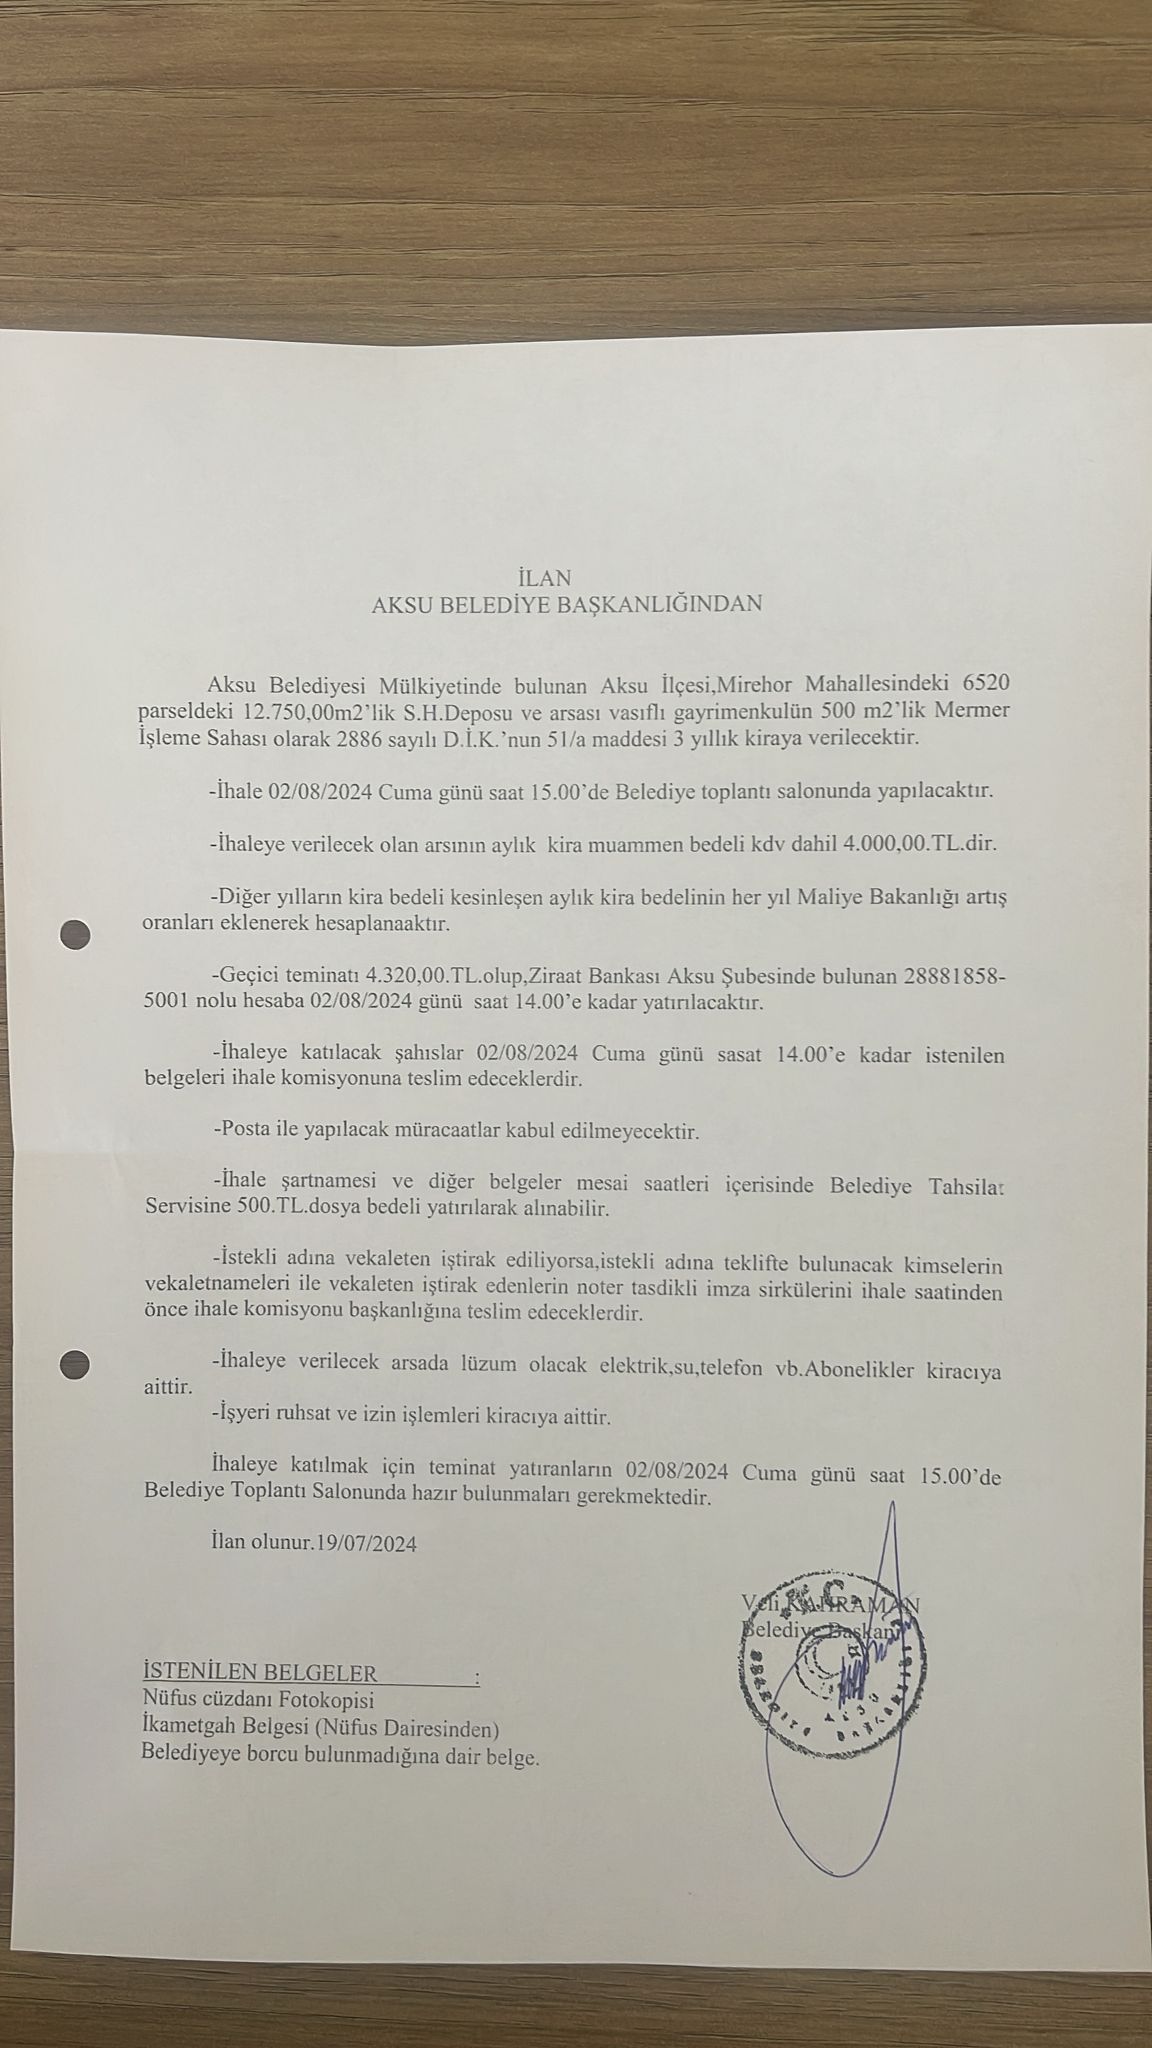 İLAN
AKSU BELEDİYE BAŞKANLIĞINDAN
Aksu Belediyesi Mülkiyetinde bulunan Aksu İlçesi,Mirehor Mahallesindeki 6520
parseldeki 12.750,00m2'lik S.H.Deposu ve arsası vasıflı gayrimenkulün 500 m2'lik Mermer
İşleme Sahası olarak 2886 sayılı D.İ.K.'nun 51/a maddesi 3 yıllık kiraya verilecektir.
-İhale 02/08/2024 Cuma günü saat 15.00'de Belediye toplantı salonunda yapılacaktır.
-İhaleye verilecek olan arsının aylık kira muammen bedeli kdv dahil 4.000,00.TL.dir.
-Diğer yılların kira bedeli kesinleşen aylık kira bedelinin her yıl Maliye Bakanlığı artış
oranları eklenerek hesaplanaaktır.
-Geçici teminatı 4.320,00.TL.olup,Ziraat Bankası Aksu Şubesinde bulunan 28881858-
5001 nolu hesaba 02/08/2024 günü saat 14.00'e kadar yatırılacaktır.
-İhaleye katılacak şahıslar 02/08/2024 Cuma günü sasat 14.00'e kadar istenilen
belgeleri ihale komisyonuna teslim edeceklerdir.
-Posta ile yapılacak müracaatlar kabul edilmeyecektir.
-İhale şartnamesi ve diğer belgeler mesai saatleri içerisinde Belediye Tahsilat
Servisine 500.TL.dosya bedeli yatırılarak alınabilir.
-İstekli adına vekaleten iştirak ediliyorsa,istekli adına teklifte bulunacak kimselerin
vekaletnameleri ile vekaleten iştirak edenlerin noter tasdikli imza sirkülerini ihale saatinden
önce ihale komisyonu başkanlığına teslim edeceklerdir.
-İhaleye verilecek arsada lüzum olacak elektrik,su,telefon vb.Abonelikler kiracıya
aittir.
-İşyeri ruhsat ve izin işlemleri kiracıya aittir.
İhaleye katılmak için teminat yatıranların 02/08/2024 Cuma günü saat 15.00'de
Belediye Toplantı Salonunda hazır bulunmaları gerekmektedir.
İlan olunur.19/07/2024
Veli KAHRAMAN
Belediye Başkanı
T.C.
İSTENİLEN BELGELER :
Nüfus cüzdanı Fotokopisi
İkametgah Belgesi (Nüfus Dairesinden)
Belediyeye borcu bulunmadığına dair belge.